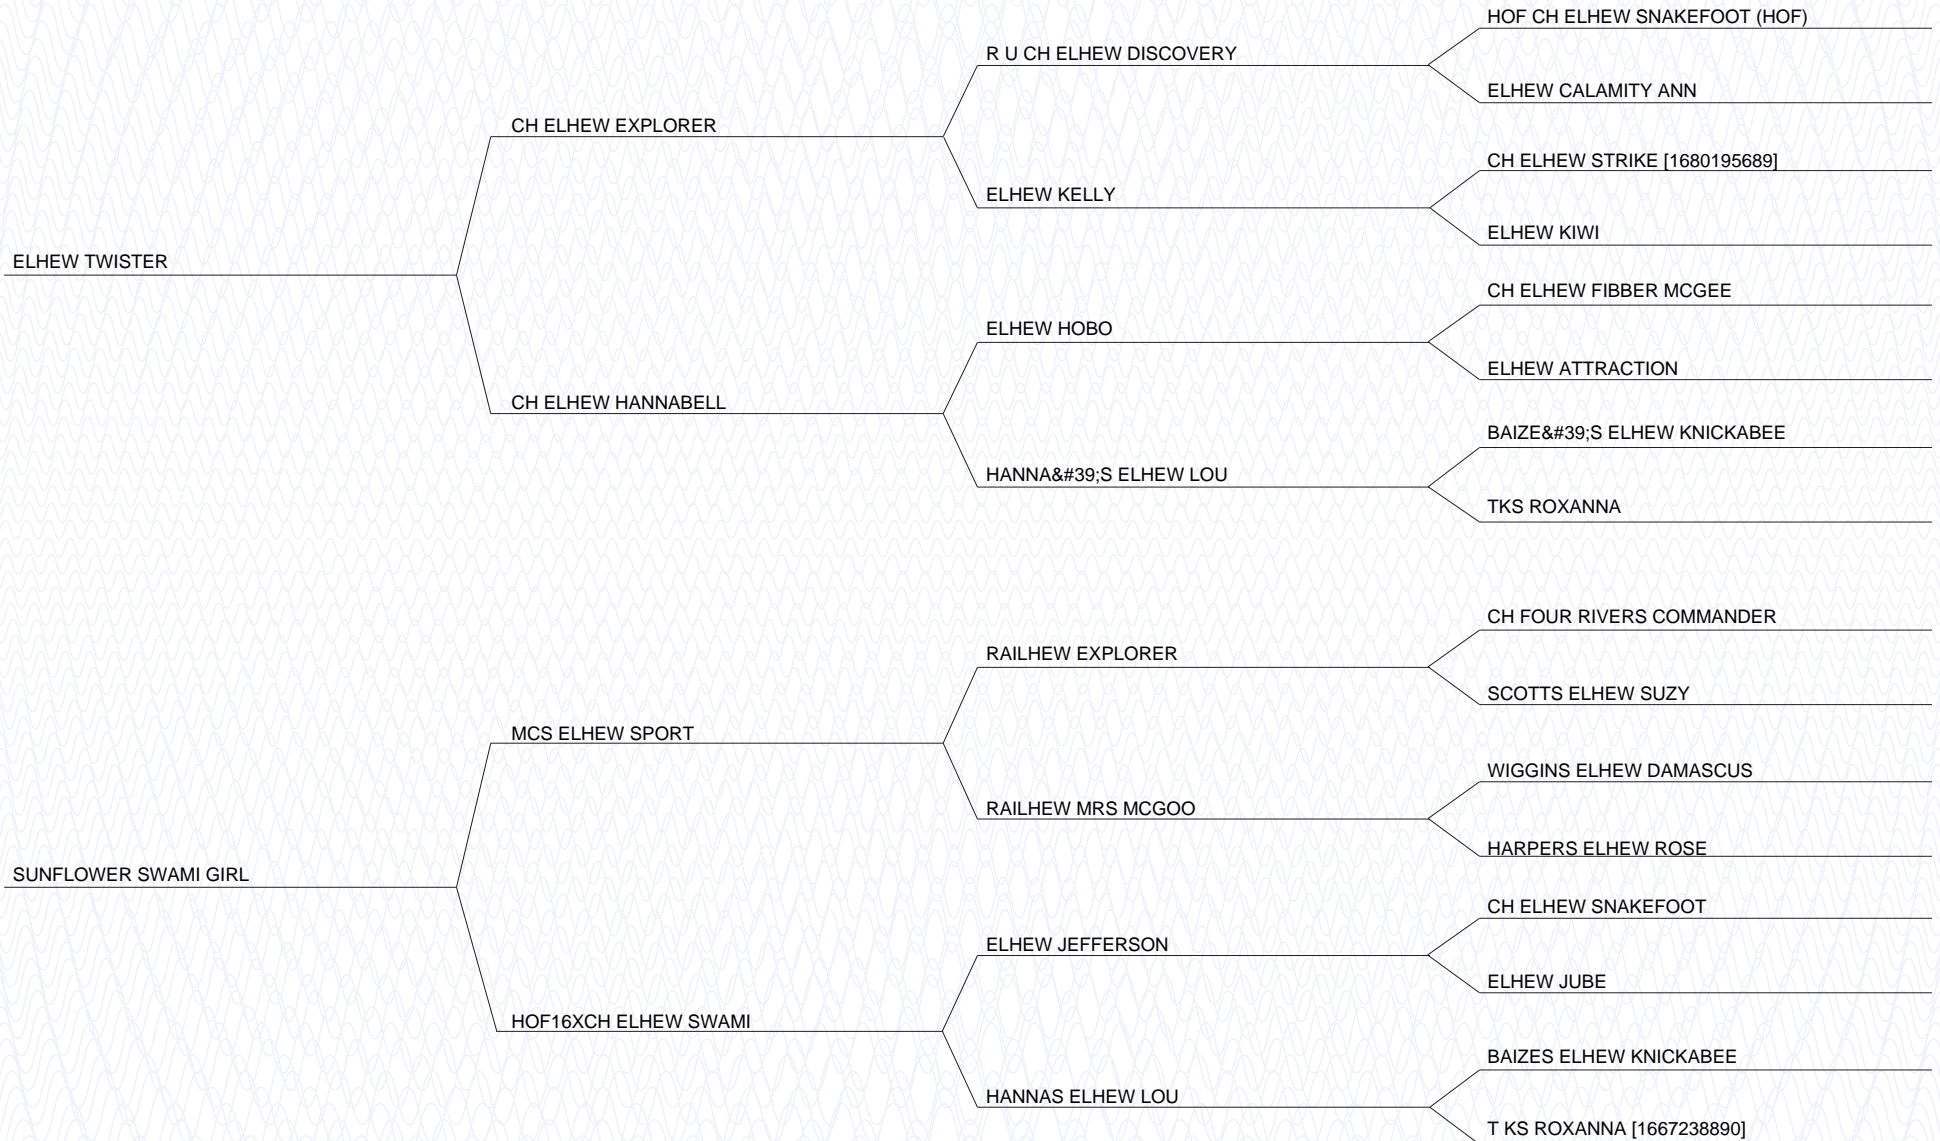 HOF CH ELHEW SNAKEFOOT (HOF)
R U CH ELHEW DISCOVERY
ELHEW CALAMITY ANN
CH ELHEW EXPLORER
CH ELHEW STRIKE [1680195689]
ELHEW KELLY
ELHEW KIWI
ELHEW TWISTER
CH ELHEW FIBBER MCGEE
ELHEW HOBO
ELHEW ATTRACTION
CH ELHEW HANNABELL
BAIZE&#39;S ELHEW KNICKABEE
HANNA&#39;S ELHEW LOU
TKS ROXANNA
CH FOUR RIVERS COMMANDER
RAILHEW EXPLORER
SCOTTS ELHEW SUZY
MCS ELHEW SPORT
WIGGINS ELHEW DAMASCUS
RAILHEW MRS MCGOO
HARPERS ELHEW ROSE
SUNFLOWER SWAMI GIRL
CH ELHEW SNAKEFOOT
ELHEW JEFFERSON
ELHEW JUBE
HOF16XCH ELHEW SWAMI
BAIZES ELHEW KNICKABEE
HANNAS ELHEW LOU
T KS ROXANNA [1667238890]